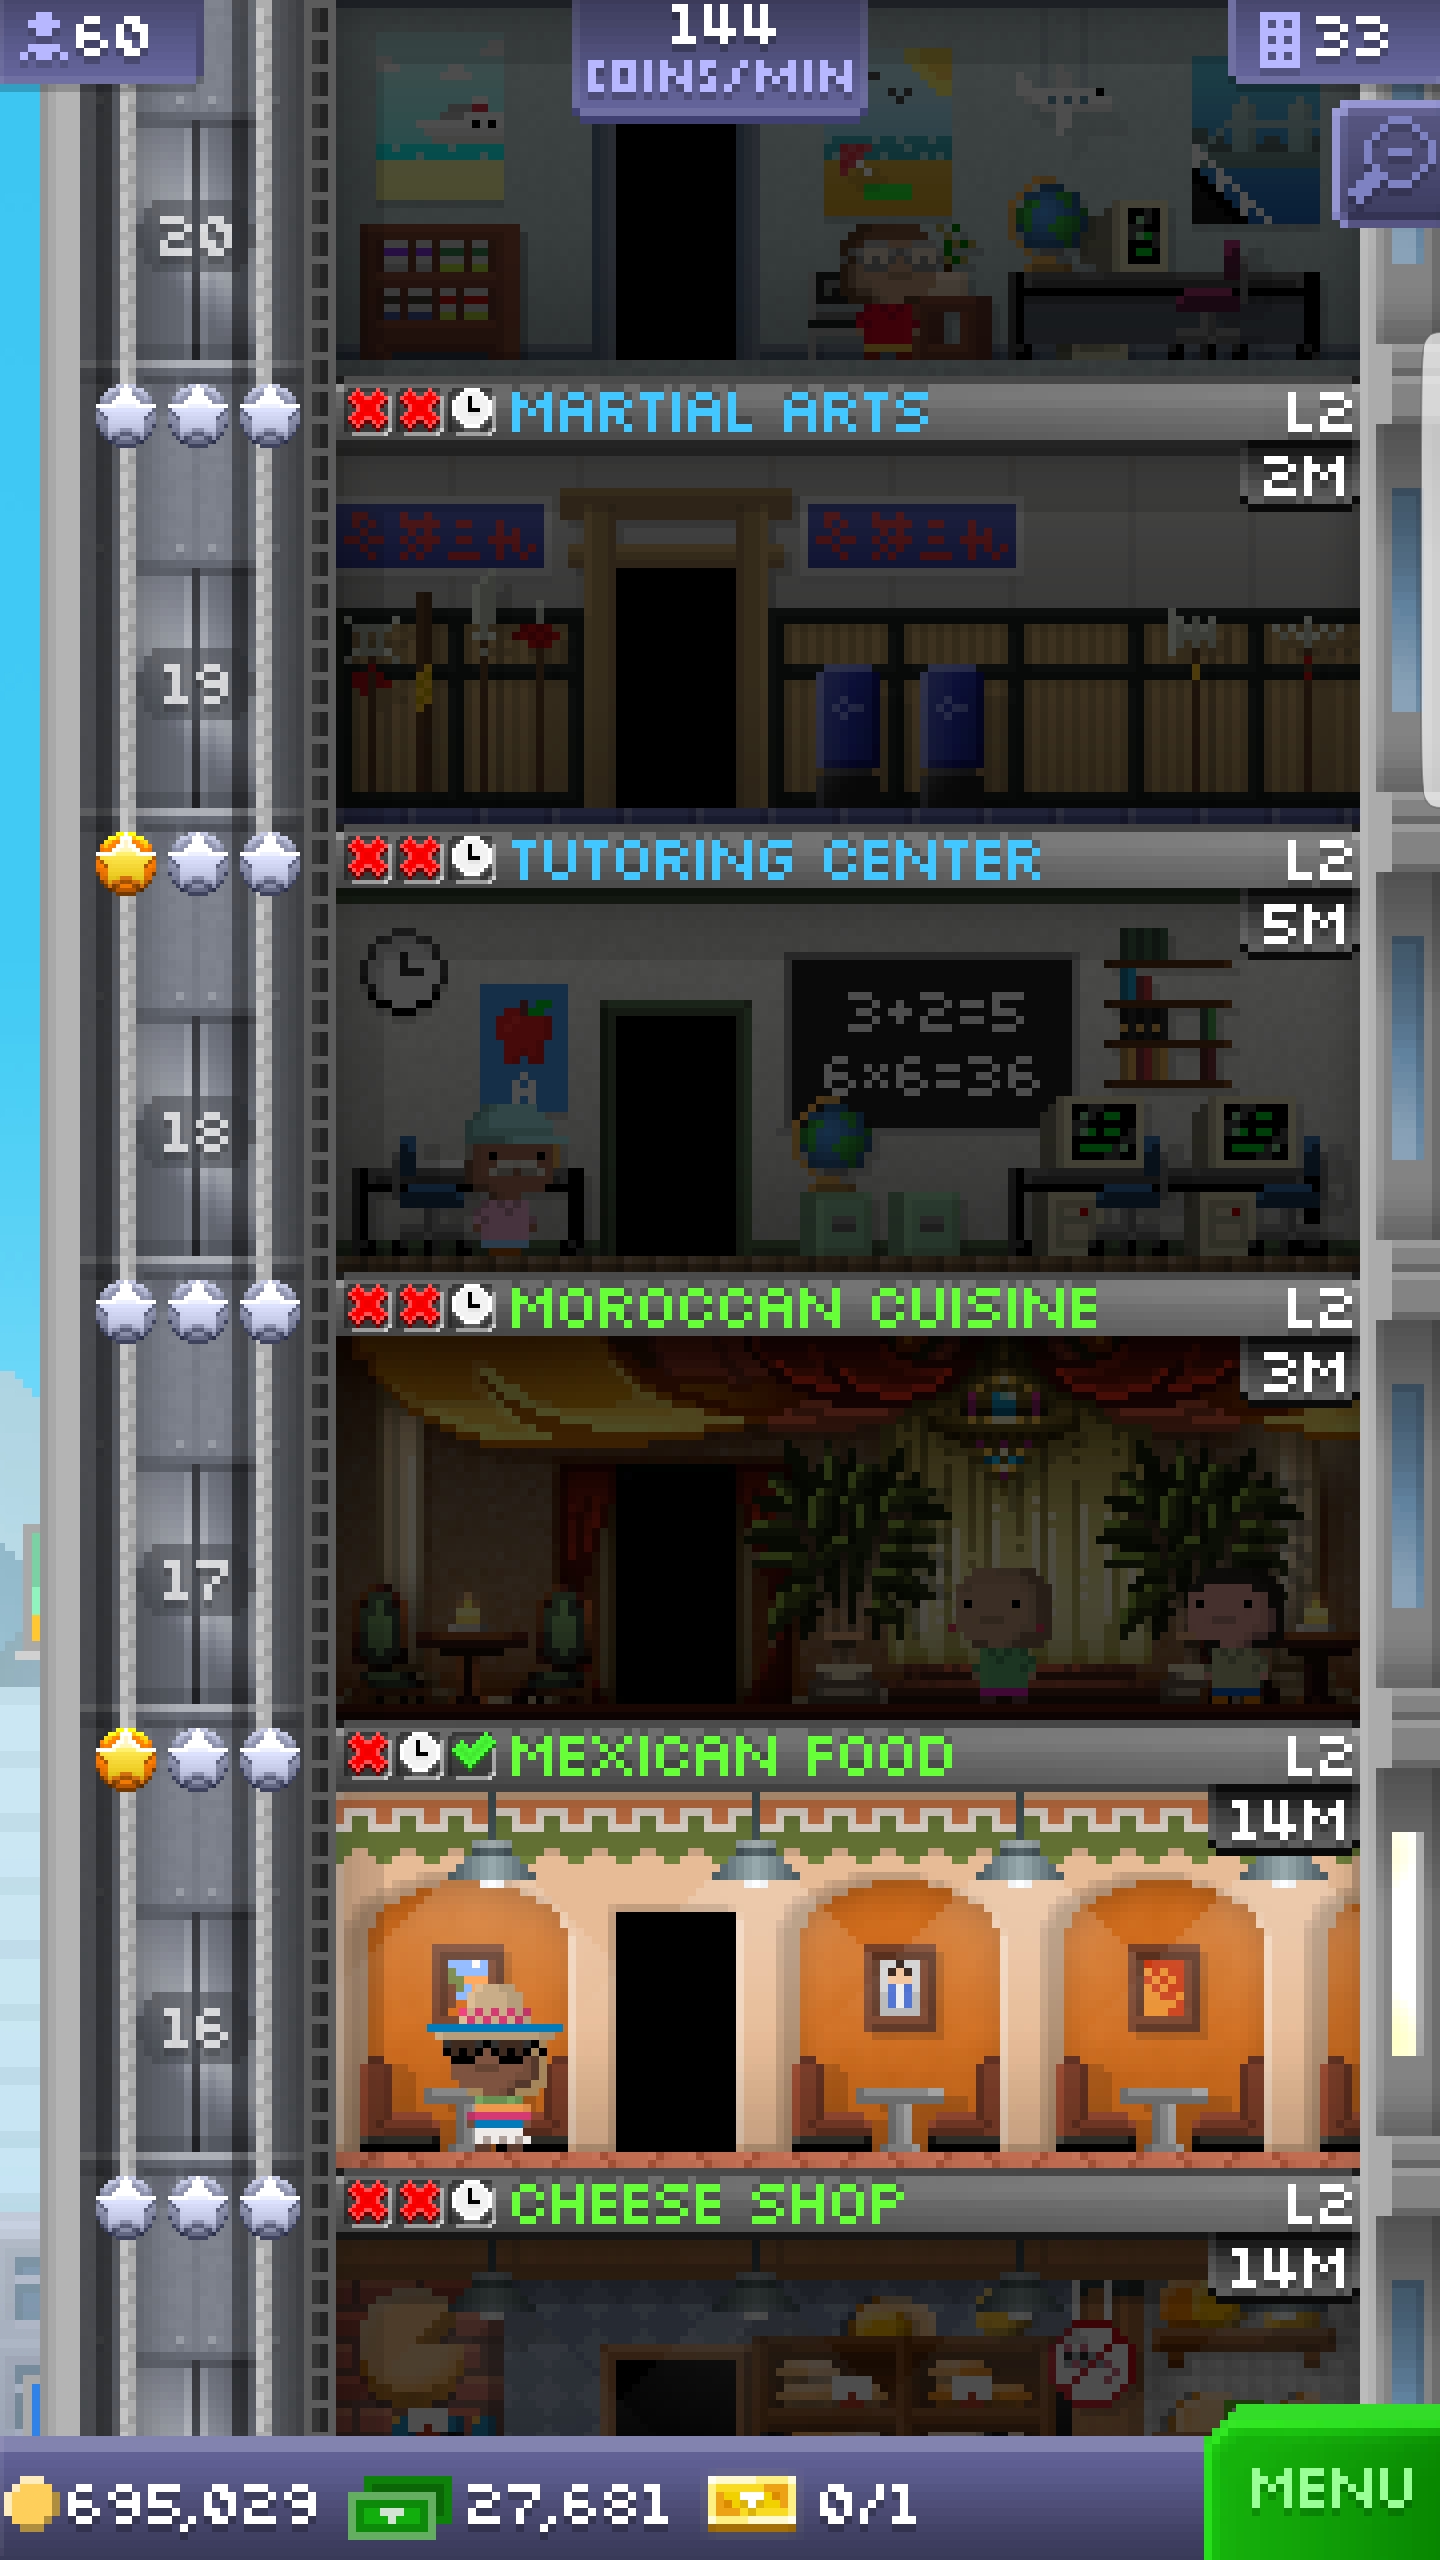 60
144
COINS/MIN
33
20
MARTIAL ARTS L2
2M
19
TUTORING CENTER L2
5M
3+2=5
6×6=36
A
18
MOROCCAN CUISINE L2
3M
17
MEXICAN FOOD L2
14M
16
CHEESE SHOP L2
14M
695,029 27,681 0/1
MENU